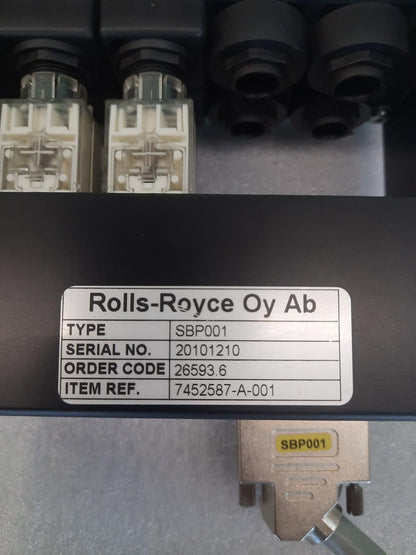 Rolls-Royce Oy Ab
TYPE SBP001
SERIAL NO. 20101210
ORDER CODE 26593.6
ITEM REF. 7452587-A-001
SBP001